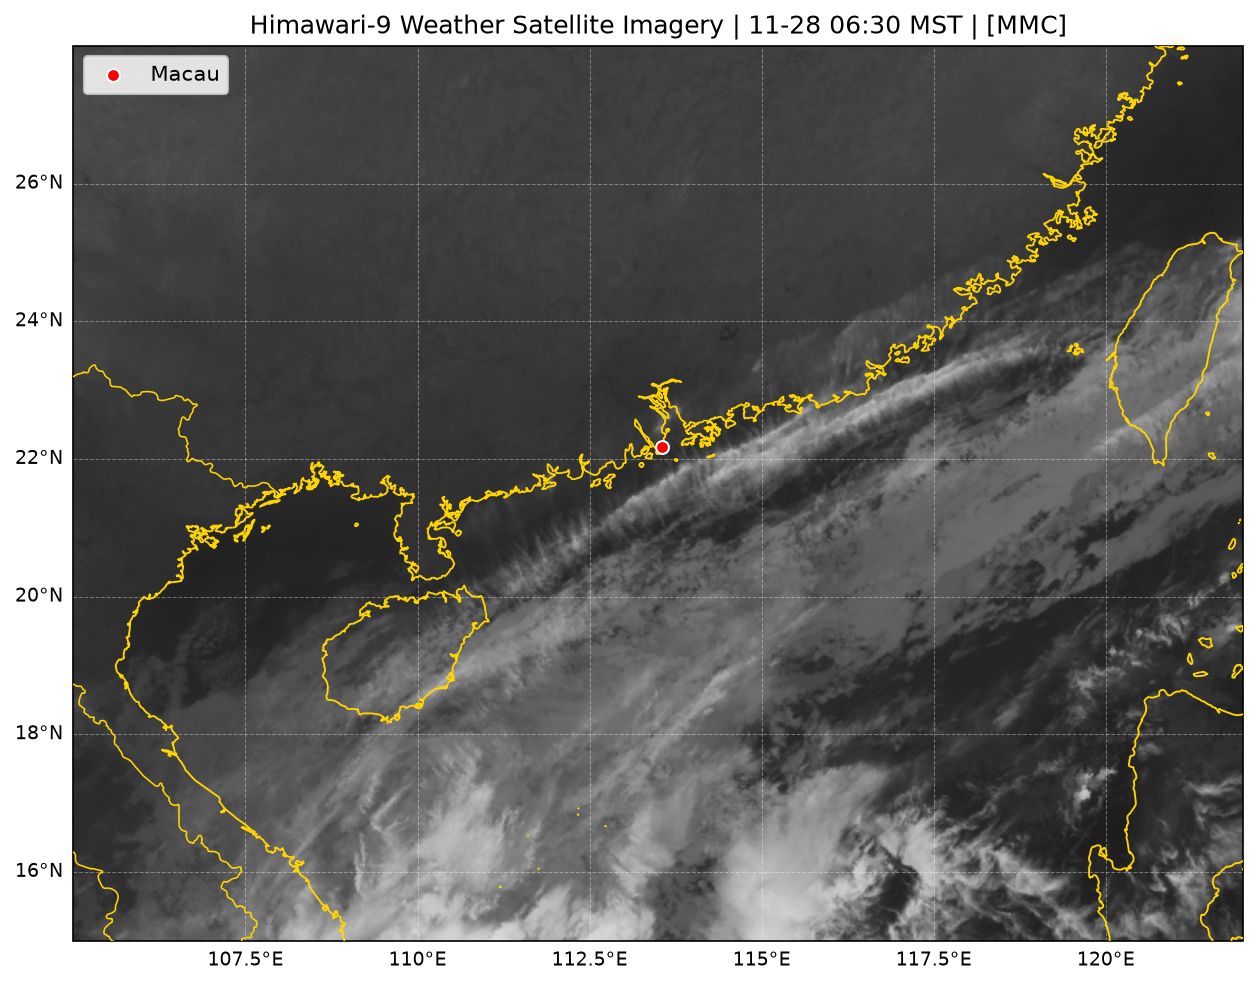 Himawari-9 Weather Satellite Imagery | 11-28 06:30 MST | [MMC]
Macau
26°N
24°N
22°N
20°N
18°N
16°N
107.5°E 110°E 112.5°E 115°E 117.5°E 120°E